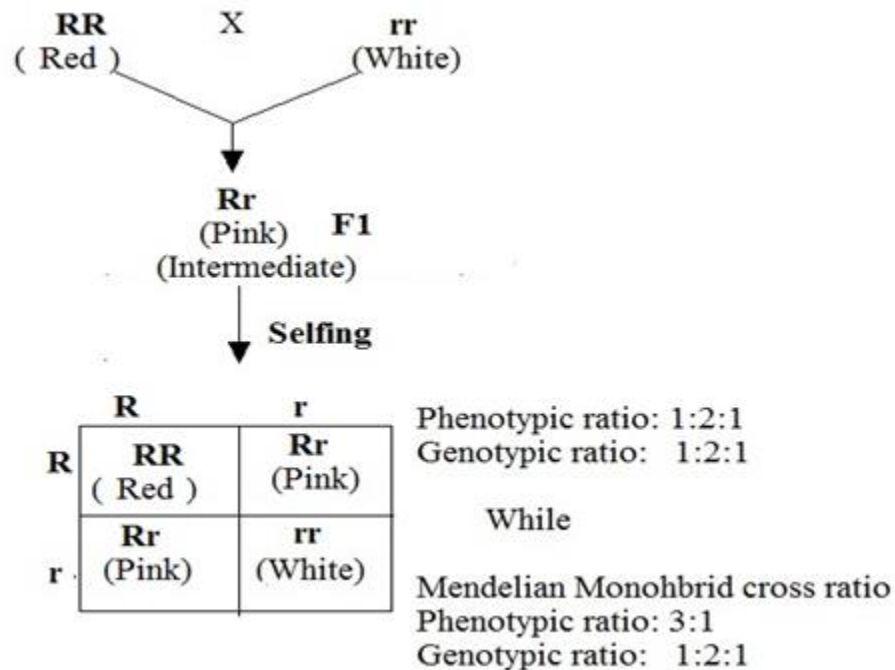 RR X rr
( Red ) (White)
Rr
(Pink) F1
(Intermediate)
Selfing
R r
R RR Rr
( Red ) (Pink)
r Rr rr
(Pink) (White)
Phenotypic ratio: 1:2:1
Genotypic ratio: 1:2:1
While
Mendelian Monohbrid cross ratio
Phenotypic ratio: 3:1
Genotypic ratio: 1:2:1